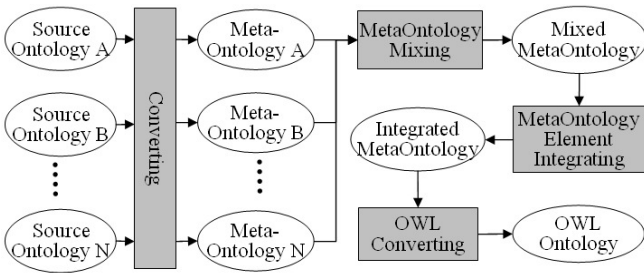 Source
Ontology A
Source
Ontology B
Source
Ontology N
Converting
Meta-
Ontology A
Meta-
Ontology B
Meta-
Ontology N
MetaOntology
Mixing
Mixed
MetaOntology
MetaOntology
Element
Integrating
Integrated
MetaOntology
OWL
Converting
OWL
Ontology